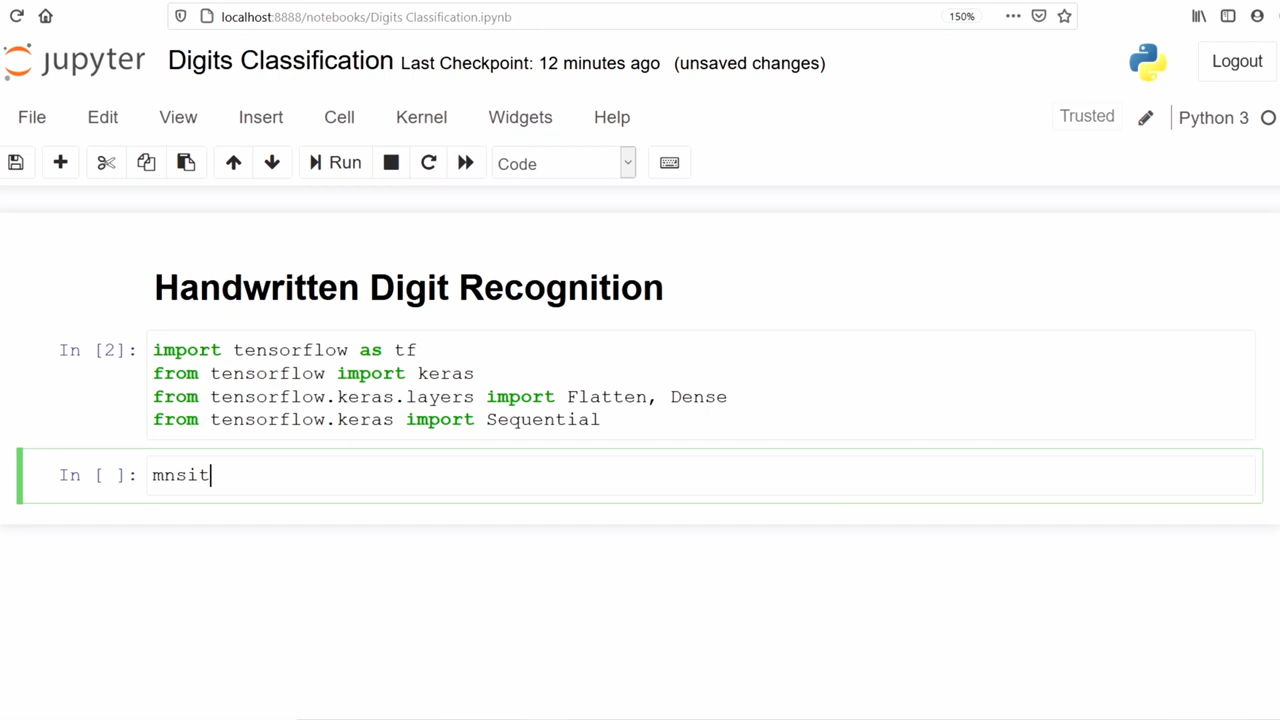 localhost:8888/notebooks/Digits Classification.ipynb 150%
jupyter Digits Classification Last Checkpoint: 12 minutes ago (unsaved changes) Logout
File Edit View Insert Cell Kernel Widgets Help Trusted Python 3
Run Code
Handwritten Digit Recognition
In [2]: import tensorflow as tf
from tensorflow import keras
from tensorflow.keras.layers import Flatten, Dense
from tensorflow.keras import Sequential
In [ ]: mnsit